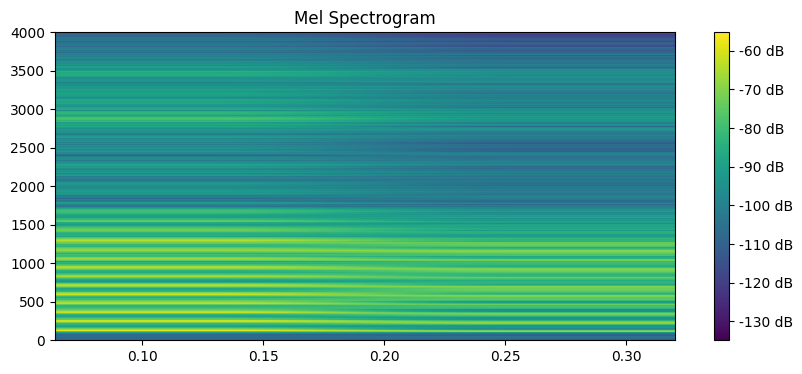 Mel Spectrogram
4000
3500
3000
2500
2000
1500
1000
500
0
0.10 0.15 0.20 0.25 0.30
-60 dB
-70 dB
-80 dB
-90 dB
-100 dB
-110 dB
-120 dB
-130 dB